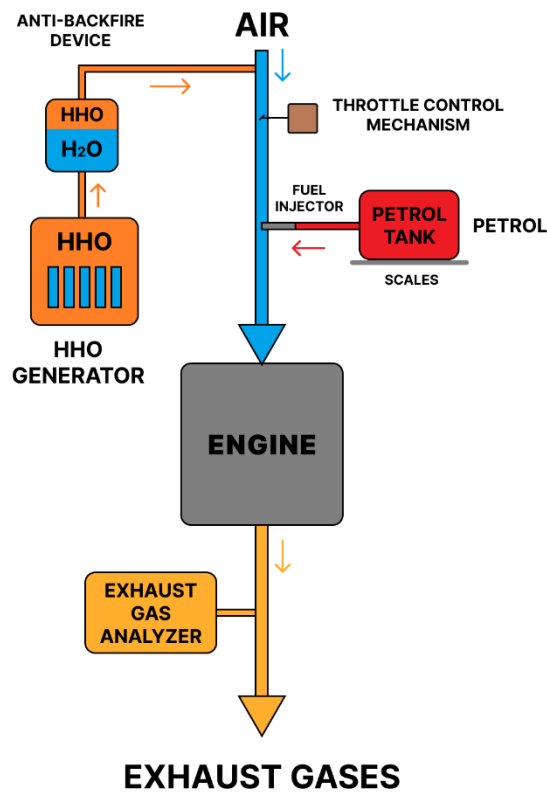 ANTI-BACKFIRE
DEVICE
AIR
HHO
H₂O
THROTTLE CONTROL
MECHANISM
FUEL
INJECTOR
PETROL
TANK
PETROL
SCALES
HHO
HHO
GENERATOR
ENGINE
EXHAUST
GAS
ANALYZER
EXHAUST GASES